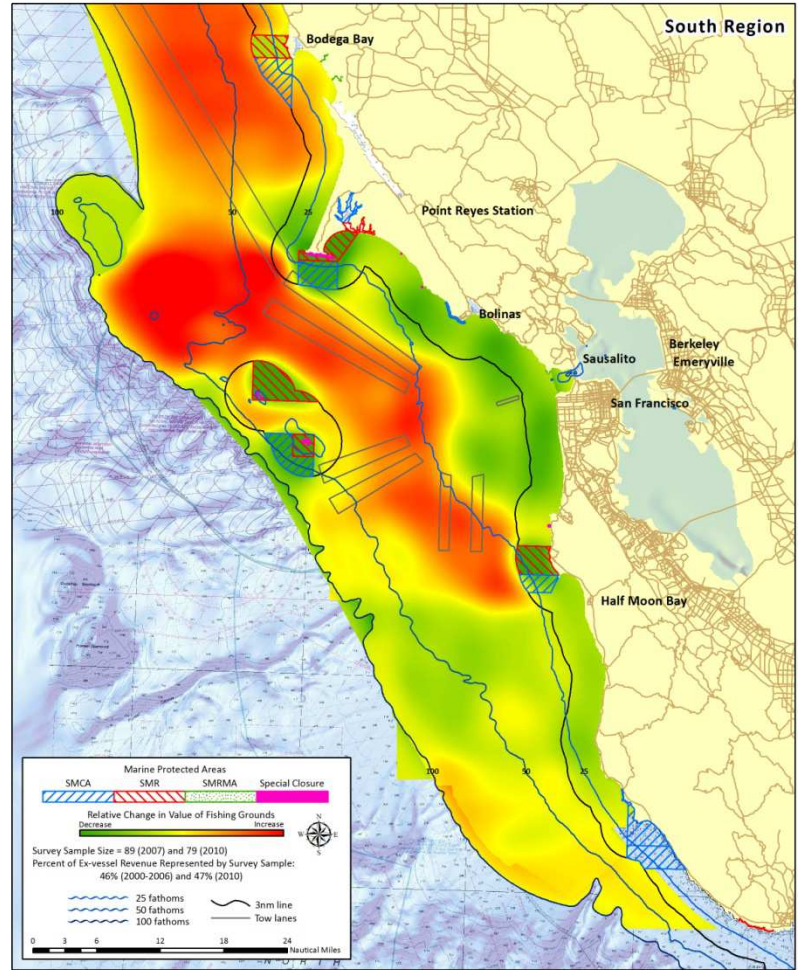 South Region
Bodega Bay
100
50
25
Point Reyes Station
Bolinas
Berkeley
Sausalito
Emeryville
San Francisco
Half Moon Bay
100
50
25
Marine Protected Areas
SMCA SMR SMRMA Special Closure
Relative Change in Value of Fishing Grounds
Decrease Increase
N
W E
S
Survey Sample Size = 89 (2007) and 79 (2010)
Percent of Ex-vessel Revenue Represented by Survey Sample:
46% (2000-2006) and 47% (2010)
25 fathoms 3nm line
50 fathoms Tow lanes
100 fathoms
0 3 6 12 18 24
Nautical Miles